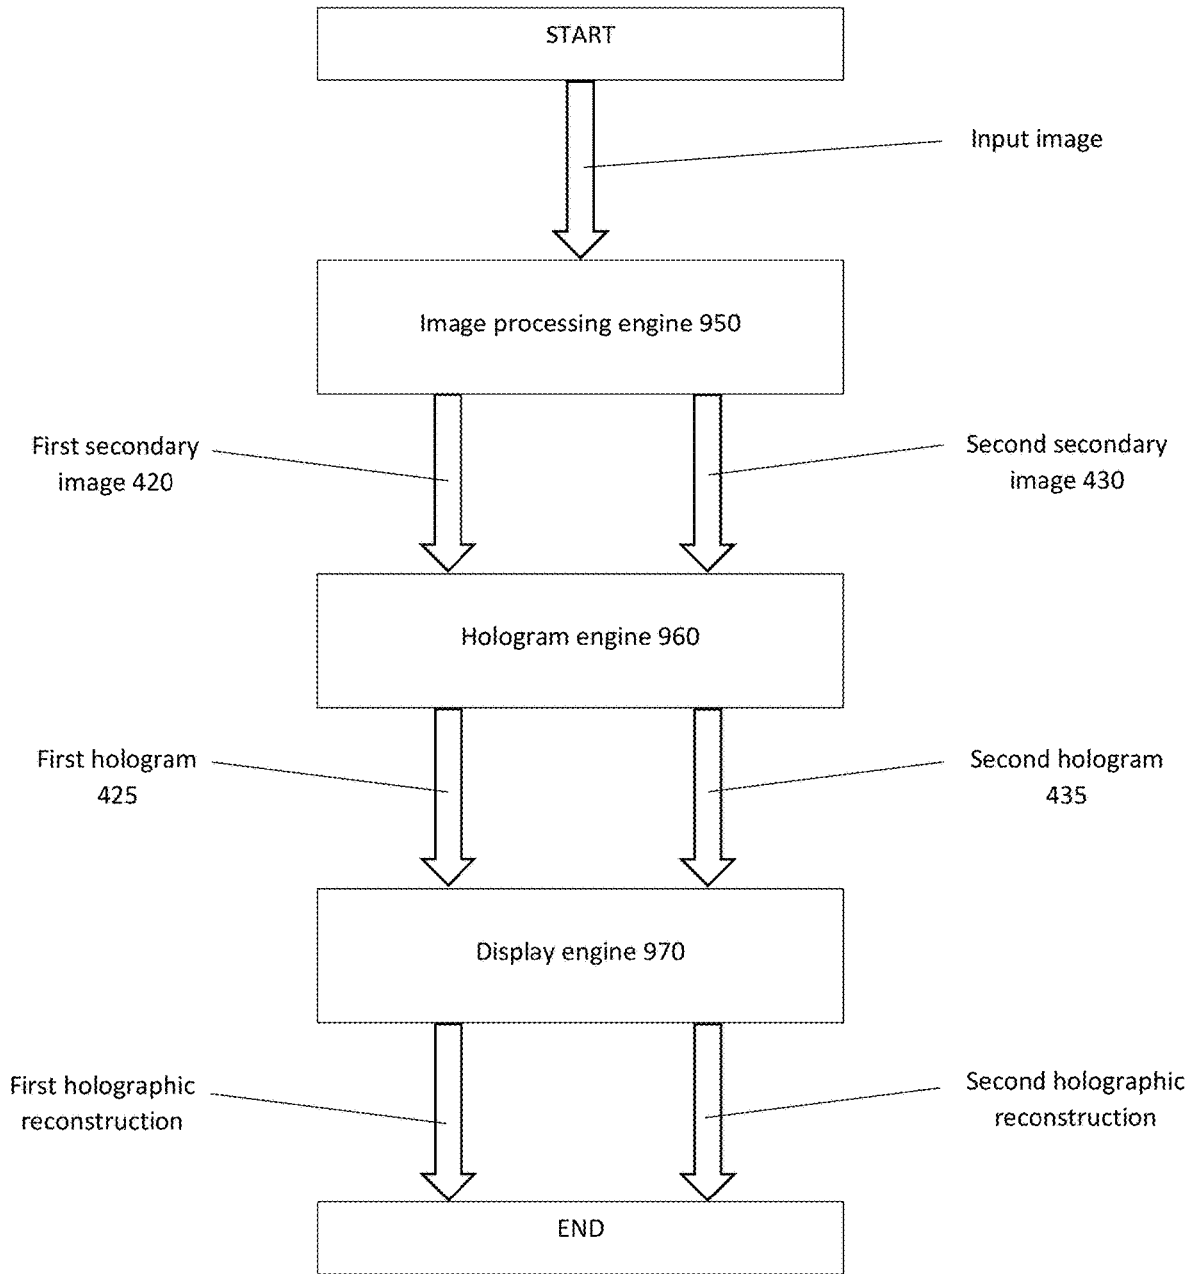 START
Input image
Image processing engine 950
First secondary
image 420
Second secondary
image 430
Hologram engine 960
First hologram
425
Second hologram
435
Display engine 970
First holographic
reconstruction
Second holographic
reconstruction
END